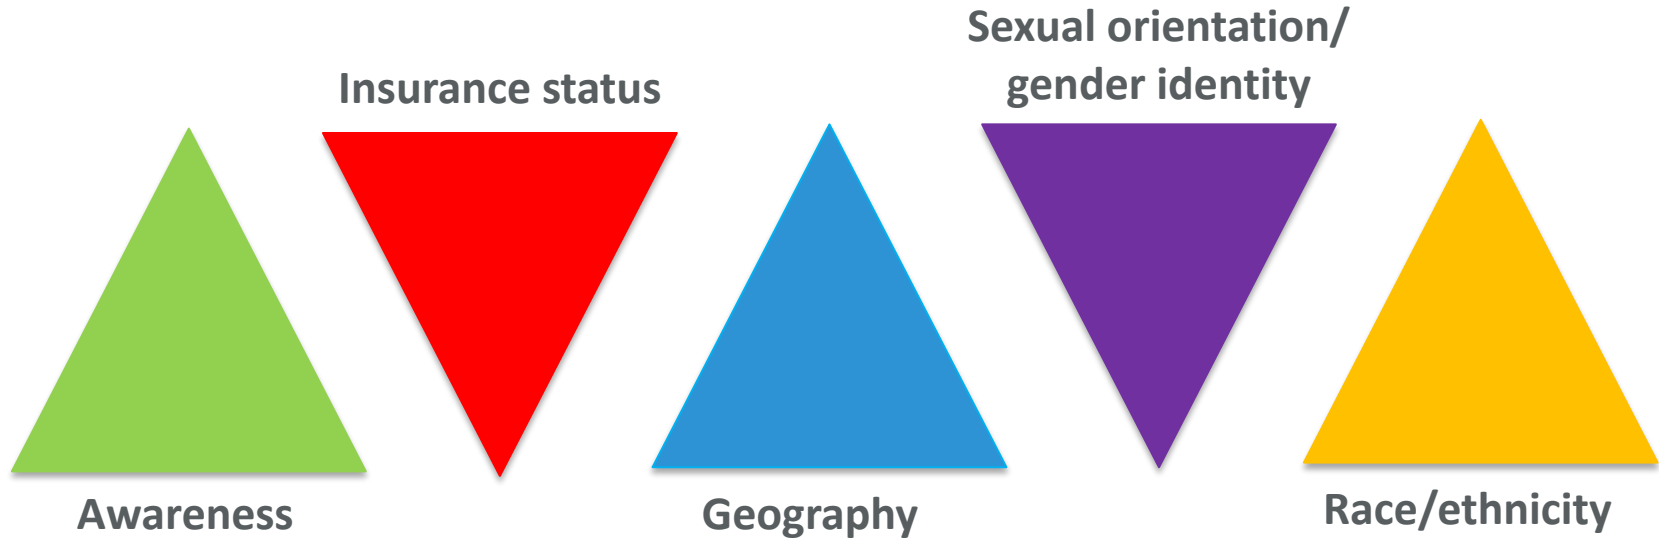 Awareness
Insurance status
Geography
Sexual orientation/
gender identity
Race/ethnicity